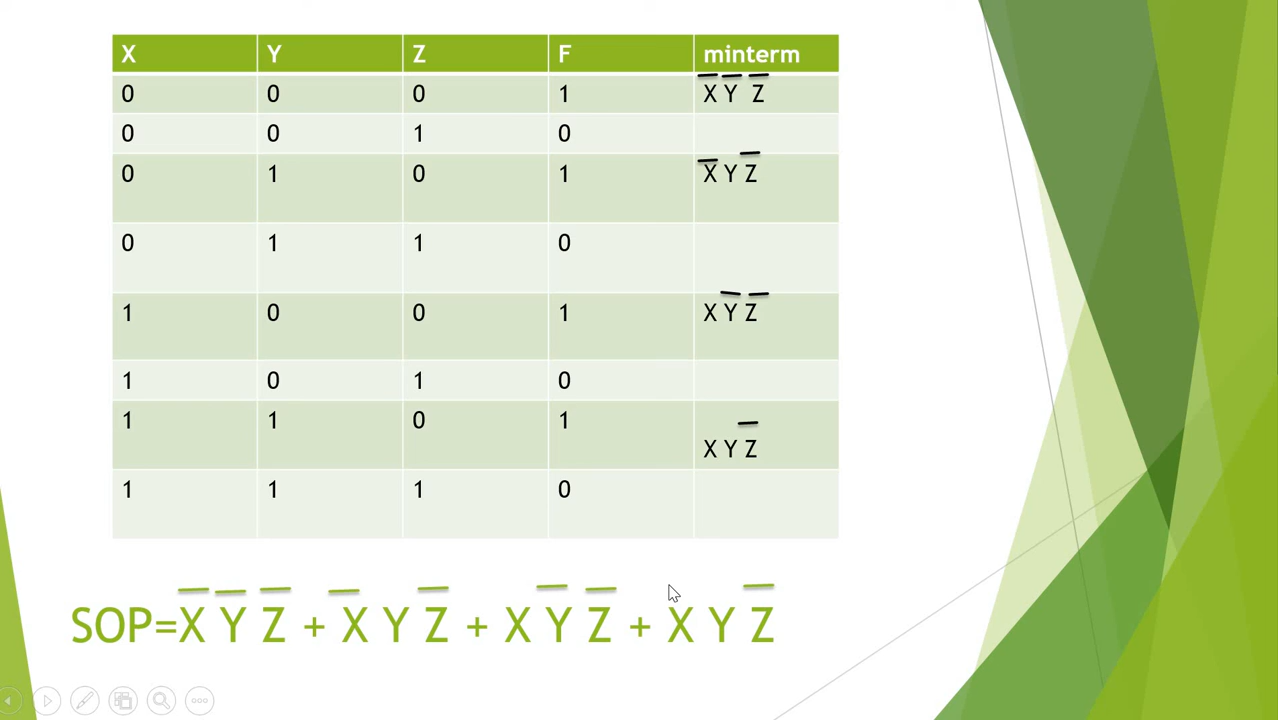 X Y Z F minterm
0 0 0 1 X̅ Y̅ Z̅
0 0 1 0
0 1 0 1 X̅ Y Z̅
0 1 1 0
1 0 0 1 X Y̅ Z̅
1 0 1 0
1 1 0 1 X Y Z̅
1 1 1 0
SOP=X̅ Y̅ Z̅ + X̅ Y Z̅ + X Y̅ Z̅ + X Y Z̅